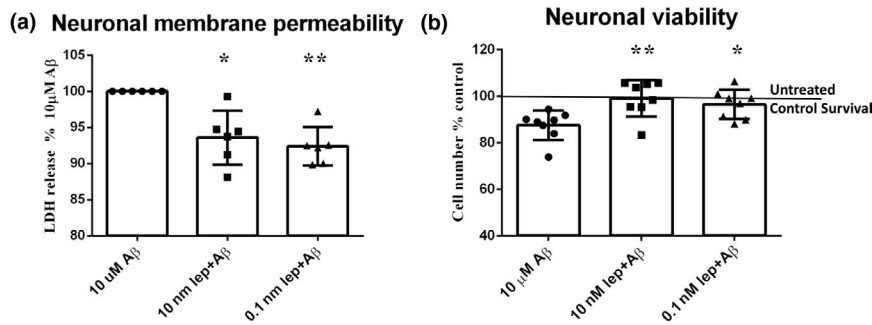 (a) Neuronal membrane permeability
LDH release % 10μM Aβ
105
100
95
90
85
80
*
**
10 uM Aβ
10 nm lep+Aβ
0.1 nm lep+Aβ
(b) Neuronal viability
Cell number % control
120
100
80
60
40
**
*
Untreated
Control Survival
10 μM Aβ
10 nM lep+Aβ
0.1 nM lep+Aβ